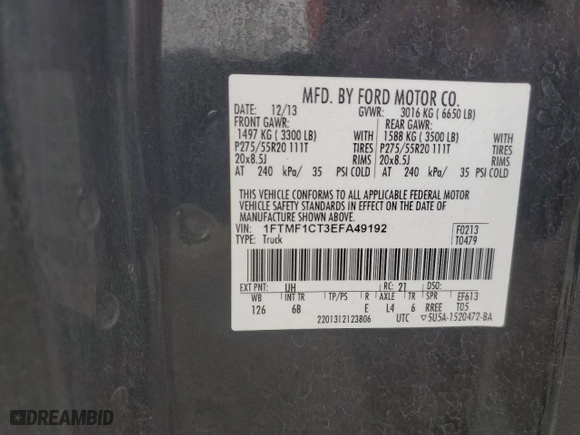 MFD. BY FORD MOTOR CO.
DATE: 12/13 GVWR: 3016 KG ( 6650 LB)
FRONT GAWR: REAR GAWR:
1497 KG ( 3300 LB) WITH 1588 KG ( 3500 LB) WITH
P275/55R20 111T TIRES P275/55R20 111T TIRES
20x8.5J RIMS 20x8.5J RIMS
AT 240 kPa/ 35 PSI COLD AT 240 kPa/ 35 PSI COLD
THIS VEHICLE CONFORMS TO ALL APPLICABLE FEDERAL MOTOR
VEHICLE SAFETY STANDARDS IN EFFECT ON THE DATE OF
MANUFACTURE SHOWN ABOVE.
VIN: 1FTMF1CT3EFA49192 F0213
TYPE: Truck T0479
EXT PNT: UH RC: 21 DSO:
WB INT TR TP/PS R AXLE TR SPR EF613
126 6B E L4 6 RREE T05
2201312123806 UTC ▽5U5A-1520472-BA
DREAMBID